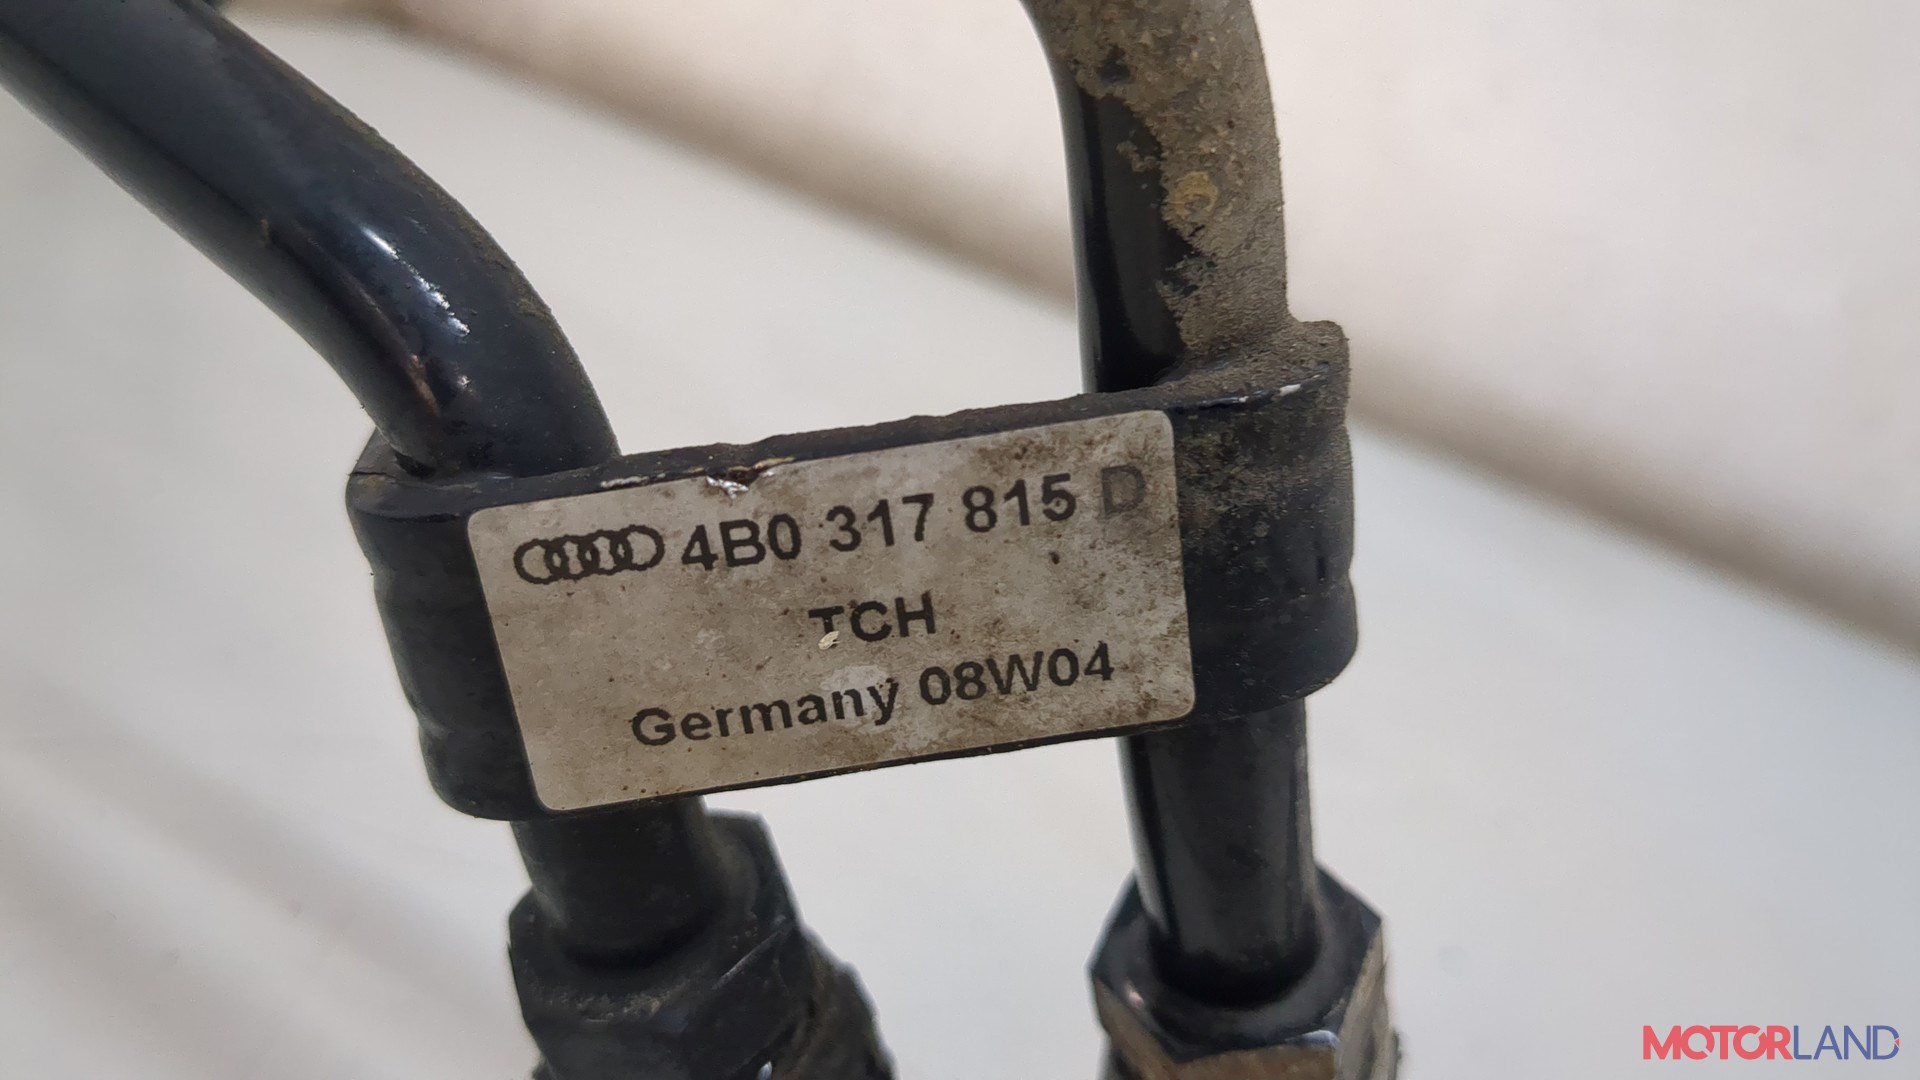 4B0 317 815 D
TCH
Germany 08W04
MOTORLAND